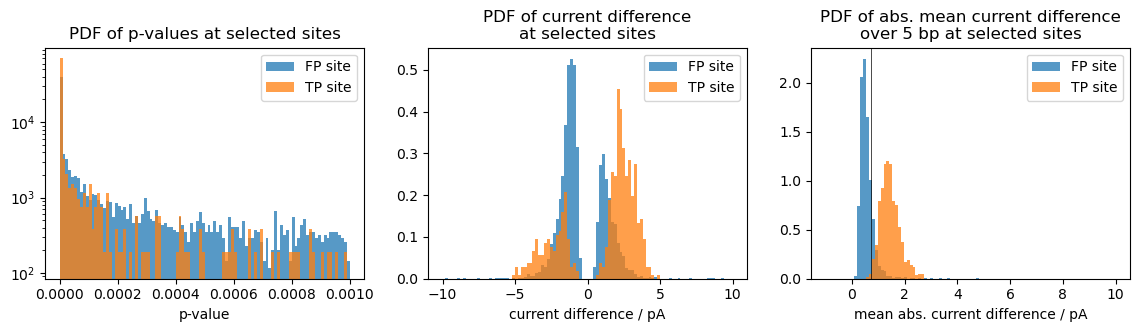 PDF of p-values at selected sites
FP site
TP site
10⁴
10³
10²
0.0000 0.0002 0.0004 0.0006 0.0008 0.0010
p-value
PDF of current difference
at selected sites
FP site
TP site
0.5
0.4
0.3
0.2
0.1
0.0
−10 −5 0 5 10
current difference / pA
PDF of abs. mean current difference
over 5 bp at selected sites
FP site
TP site
2.0
1.5
1.0
0.5
0.0
0 2 4 6 8 10
mean abs. current difference / pA